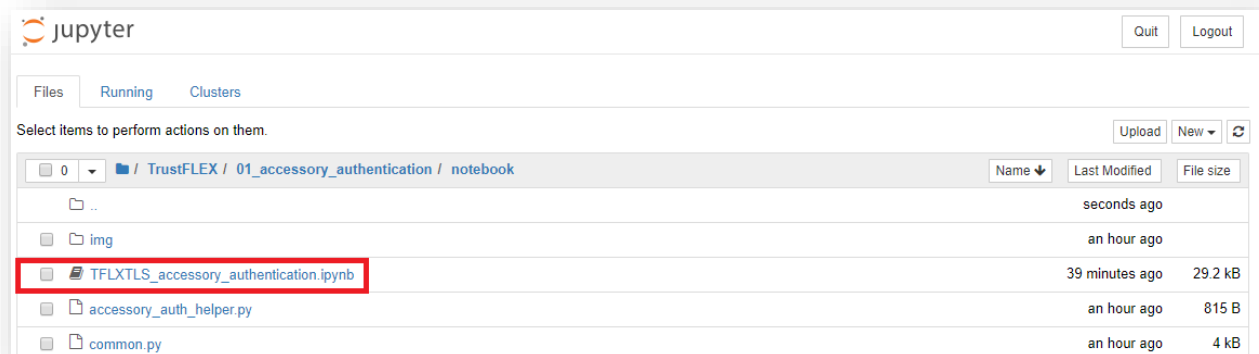 jupyter
Quit Logout
Files Running Clusters
Select items to perform actions on them.
Upload New
0 / TrustFLEX / 01_accessory_authentication / notebook Name Last Modified File size
.. seconds ago
img an hour ago
TFLXTLS_accessory_authentication.ipynb 39 minutes ago 29.2 kB
accessory_auth_helper.py an hour ago 815 B
common.py an hour ago 4 kB